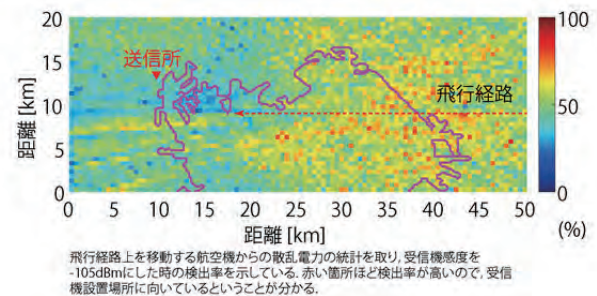 20
15
10
5
0
距離 [km]
送信所
飛行経路
100
50
0
(%)
0 5 10 15 20 25 30 35 40 45 50
距離 [km]
飛行経路上を移動する航空機からの散乱電力の統計を取り, 受信機感度を
-105dBmにした時の検出率を示している. 赤い箇所ほど検出率が高いので, 受信
機設置場所に向いているということが分かる.